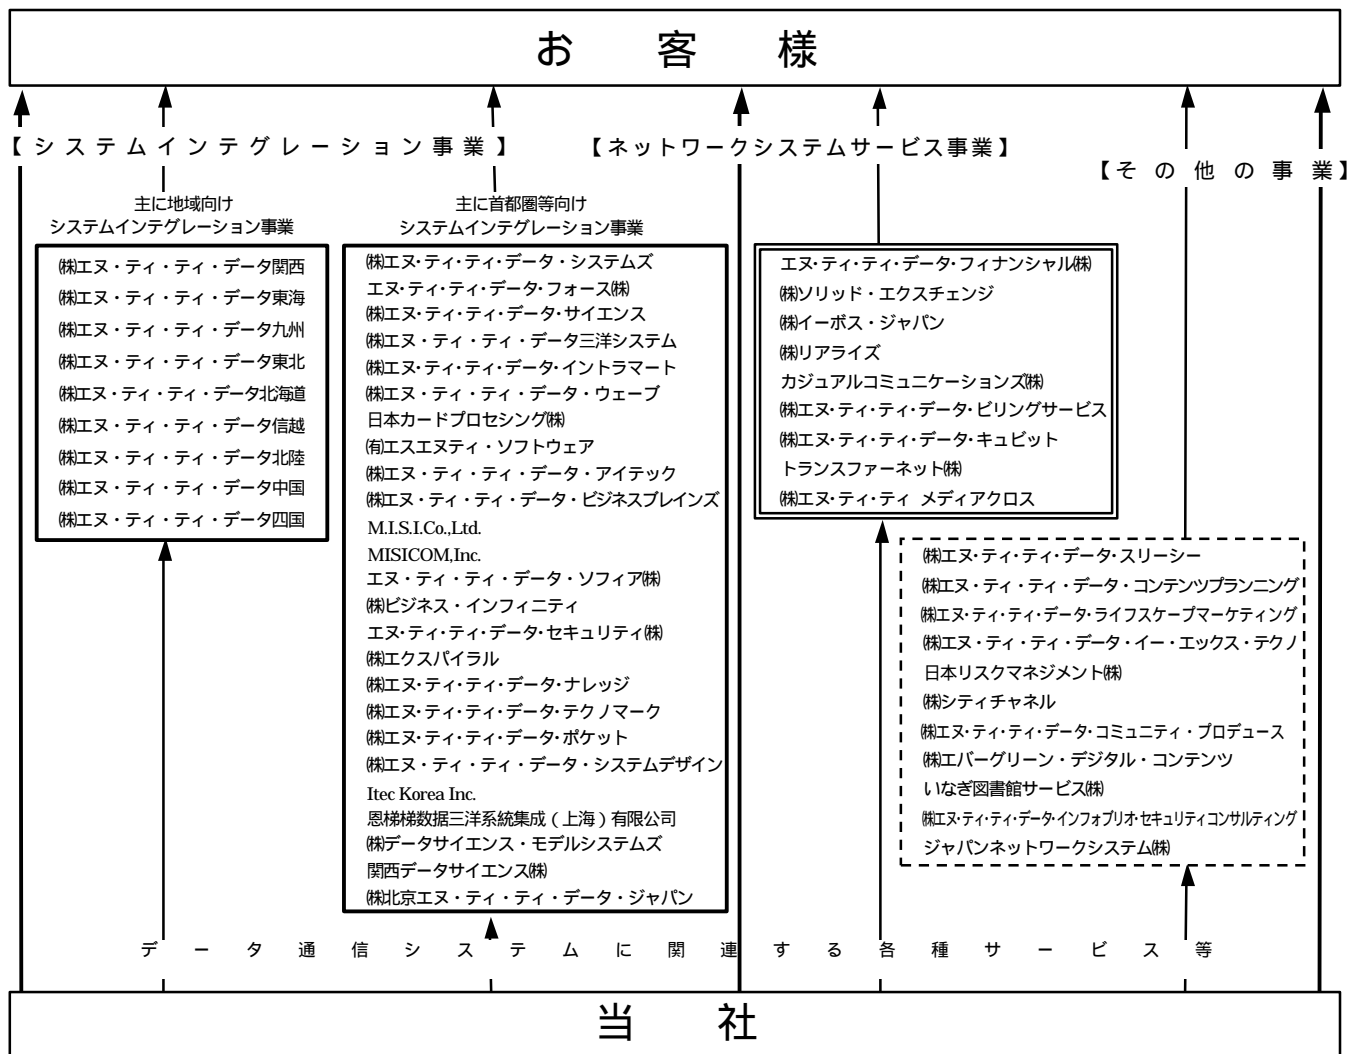 お客様
【システムインテグレーション事業】
【ネットワークシステムサービス事業】
【その他の事業】
主に地域向け
システムインテグレーション事業
㈱エヌ・ティ・ティ・データ関西
㈱エヌ・ティ・ティ・データ東海
㈱エヌ・ティ・ティ・データ九州
㈱エヌ・ティ・ティ・データ東北
㈱エヌ・ティ・ティ・データ北海道
㈱エヌ・ティ・ティ・データ信越
㈱エヌ・ティ・ティ・データ北陸
㈱エヌ・ティ・ティ・データ中国
㈱エヌ・ティ・ティ・データ四国
主に首都圏等向け
システムインテグレーション事業
㈱エヌ・ティ・ティ・データ・システムズ
エヌ・ティ・ティ・データ・フォース㈱
㈱エヌ・ティ・ティ・データ・サイエンス
㈱エヌ・ティ・ティ・データ三洋システム
㈱エヌ・ティ・ティ・データ・イントラマート
㈱エヌ・ティ・ティ・データ・ウェーブ
日本カードプロセシング㈱
㈲エスエヌティ・ソフトウェア
㈱エヌ・ティ・ティ・データ・アイテック
㈱エヌ・ティ・ティ・データ・ビジネスブレインズ
M.I.S.I.Co.,Ltd.
MISICOM,Inc.
エヌ・ティ・ティ・データ・ソフィア㈱
㈱ビジネス・インフィニティ
エヌ・ティ・ティ・データ・セキュリティ㈱
㈱エクスパイラル
㈱エヌ・ティ・ティ・データ・ナレッジ
㈱エヌ・ティ・ティ・データ・テクノマーク
㈱エヌ・ティ・ティ・データ・ポケット
㈱エヌ・ティ・ティ・データ・システムデザイン
Itec Korea Inc.
恩梯梯数据三洋系統集成（上海）有限公司
㈱データサイエンス・モデルシステムズ
関西データサイエンス㈱
㈱北京エヌ・ティ・ティ・データ・ジャパン
エヌ・ティ・ティ・データ・フィナンシャル㈱
㈱ソリッド・エクスチェンジ
㈱イーボス・ジャパン
㈱リアライズ
カジュアルコミュニケーションズ㈱
㈱エヌ・ティ・ティ・データ・ビリングサービス
㈱エヌ・ティ・ティ・データ・キュビット
トランスファーネット㈱
㈱エヌ・ティ・ティ メディアクロス
㈱エヌ・ティ・ティ・データ・スリーシー
㈱エヌ・ティ・ティ・データ・コンテンツプランニング
㈱エヌ・ティ・ティ・データ・ライフスケープマーケティング
㈱エヌ・ティ・ティ・データ・イー・エックス・テクノ
日本リスクマネジメント㈱
㈱シティチャネル
㈱エヌ・ティ・ティ・データ・コミュニティ・プロデュース
㈱エバーグリーン・デジタル・コンテンツ
いなぎ図書館サービス㈱
㈱エヌ・ティ・ティ・データ・インフォブリオ・セキュリティコンサルティング
ジャパンネットワークシステム㈱
データ通信システムに関連する各種サービス等
当社